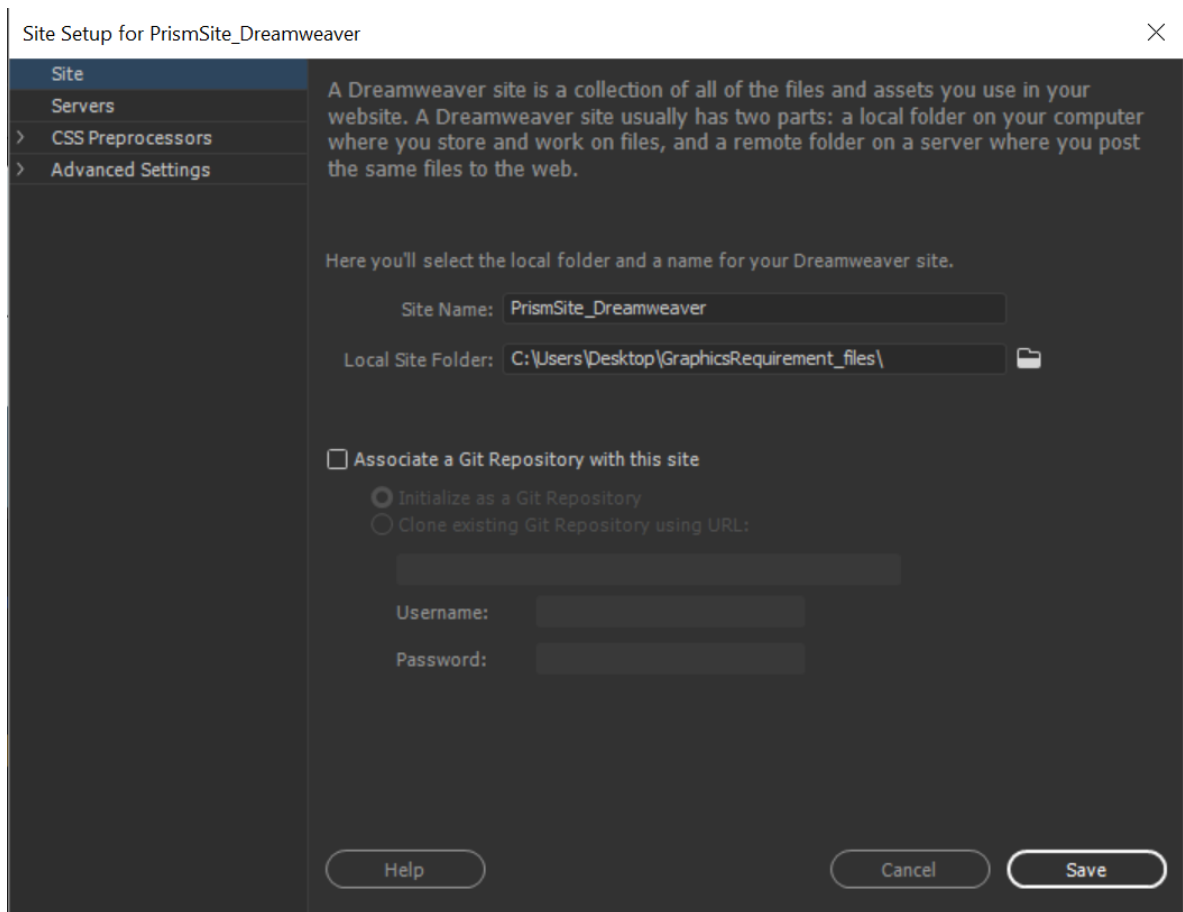 Site Setup for PrismSite_Dreamweaver
Site
Servers
CSS Preprocessors
Advanced Settings
A Dreamweaver site is a collection of all of the files and assets you use in your
website. A Dreamweaver site usually has two parts: a local folder on your computer
where you store and work on files, and a remote folder on a server where you post
the same files to the web.
Here you'll select the local folder and a name for your Dreamweaver site.
Site Name: PrismSite_Dreamweaver
Local Site Folder: C:\Users\Desktop\GraphicsRequirement_files\
Associate a Git Repository with this site
Initialize as a Git Repository
Clone existing Git Repository using URL:
Username:
Password:
Help Cancel Save